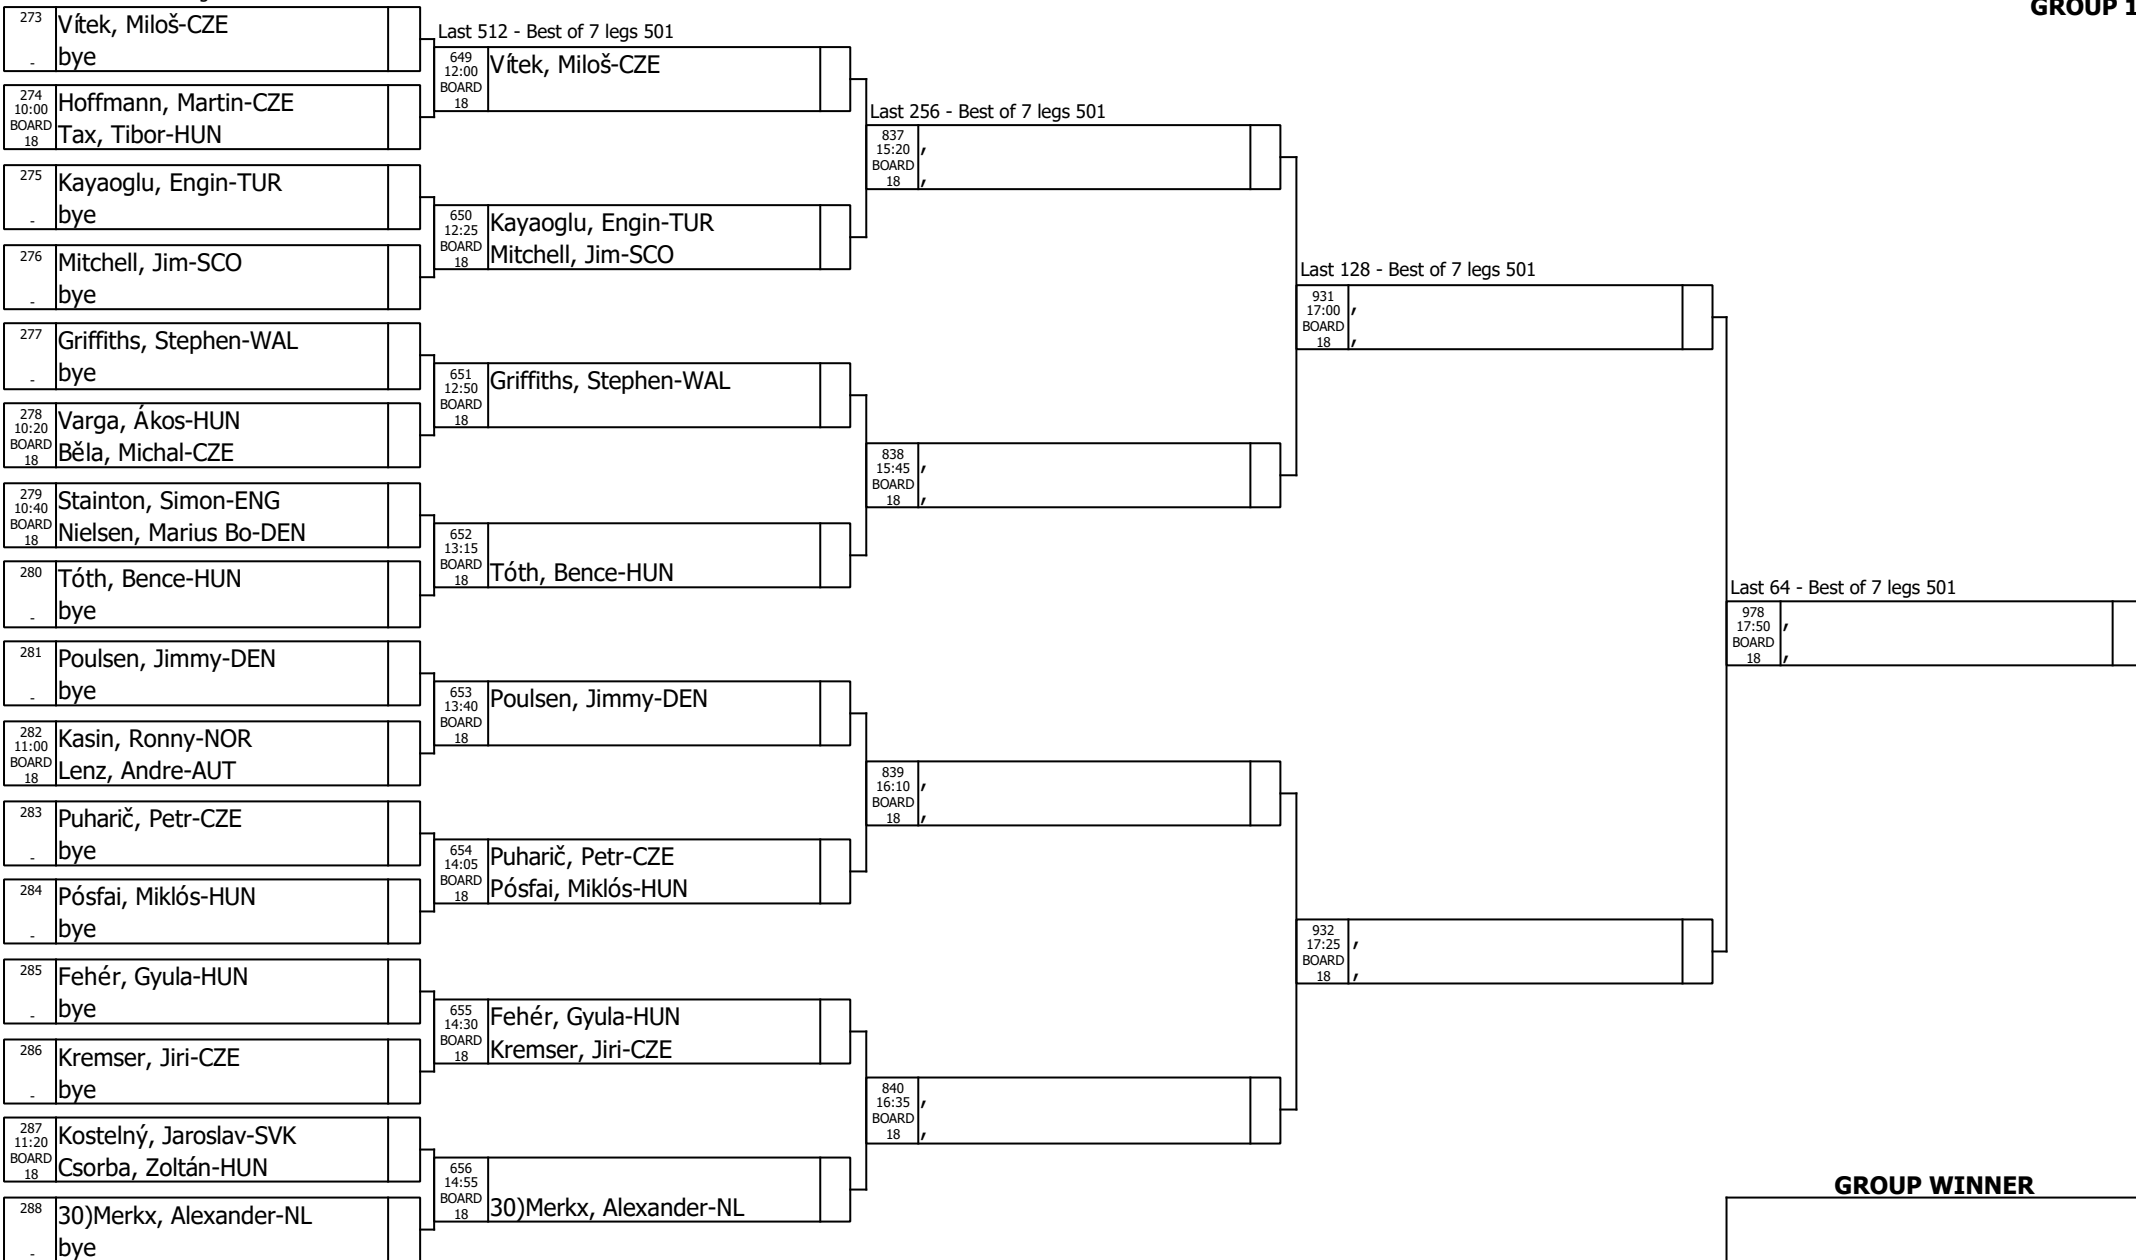 GROUP 1
273
Vítek, Miloš-CZE
-
bye
274
10:00
BOARD
18
Hoffmann, Martin-CZE
Tax, Tibor-HUN
275
Kayaoglu, Engin-TUR
-
bye
276
Mitchell, Jim-SCO
-
bye
277
Griffiths, Stephen-WAL
-
bye
278
10:20
BOARD
18
Varga, Ákos-HUN
Běla, Michal-CZE
279
10:40
BOARD
18
Stainton, Simon-ENG
Nielsen, Marius Bo-DEN
280
Tóth, Bence-HUN
-
bye
281
Poulsen, Jimmy-DEN
-
bye
282
11:00
BOARD
18
Kasin, Ronny-NOR
Lenz, Andre-AUT
283
Puharič, Petr-CZE
-
bye
284
Pósfai, Miklós-HUN
-
bye
285
Fehér, Gyula-HUN
-
bye
286
Kremser, Jiri-CZE
-
bye
287
11:20
BOARD
18
Kostelný, Jaroslav-SVK
Csorba, Zoltán-HUN
288
30)Merkx, Alexander-NL
-
bye
Last 512 - Best of 7 legs 501
649
12:00
BOARD
18
Vítek, Miloš-CZE
650
12:25
BOARD
18
Kayaoglu, Engin-TUR
Mitchell, Jim-SCO
651
12:50
BOARD
18
Griffiths, Stephen-WAL
652
13:15
BOARD
18
Tóth, Bence-HUN
653
13:40
BOARD
18
Poulsen, Jimmy-DEN
654
14:05
BOARD
18
Puharič, Petr-CZE
Pósfai, Miklós-HUN
655
14:30
BOARD
18
Fehér, Gyula-HUN
Kremser, Jiri-CZE
656
14:55
BOARD
18
30)Merkx, Alexander-NL
Last 256 - Best of 7 legs 501
837
15:20
BOARD
18
,
,
838
15:45
BOARD
18
,
,
839
16:10
BOARD
18
,
,
840
16:35
BOARD
18
,
,
Last 128 - Best of 7 legs 501
931
17:00
BOARD
18
,
,
932
17:25
BOARD
18
,
,
Last 64 - Best of 7 legs 501
978
17:50
BOARD
18
,
,
GROUP WINNER